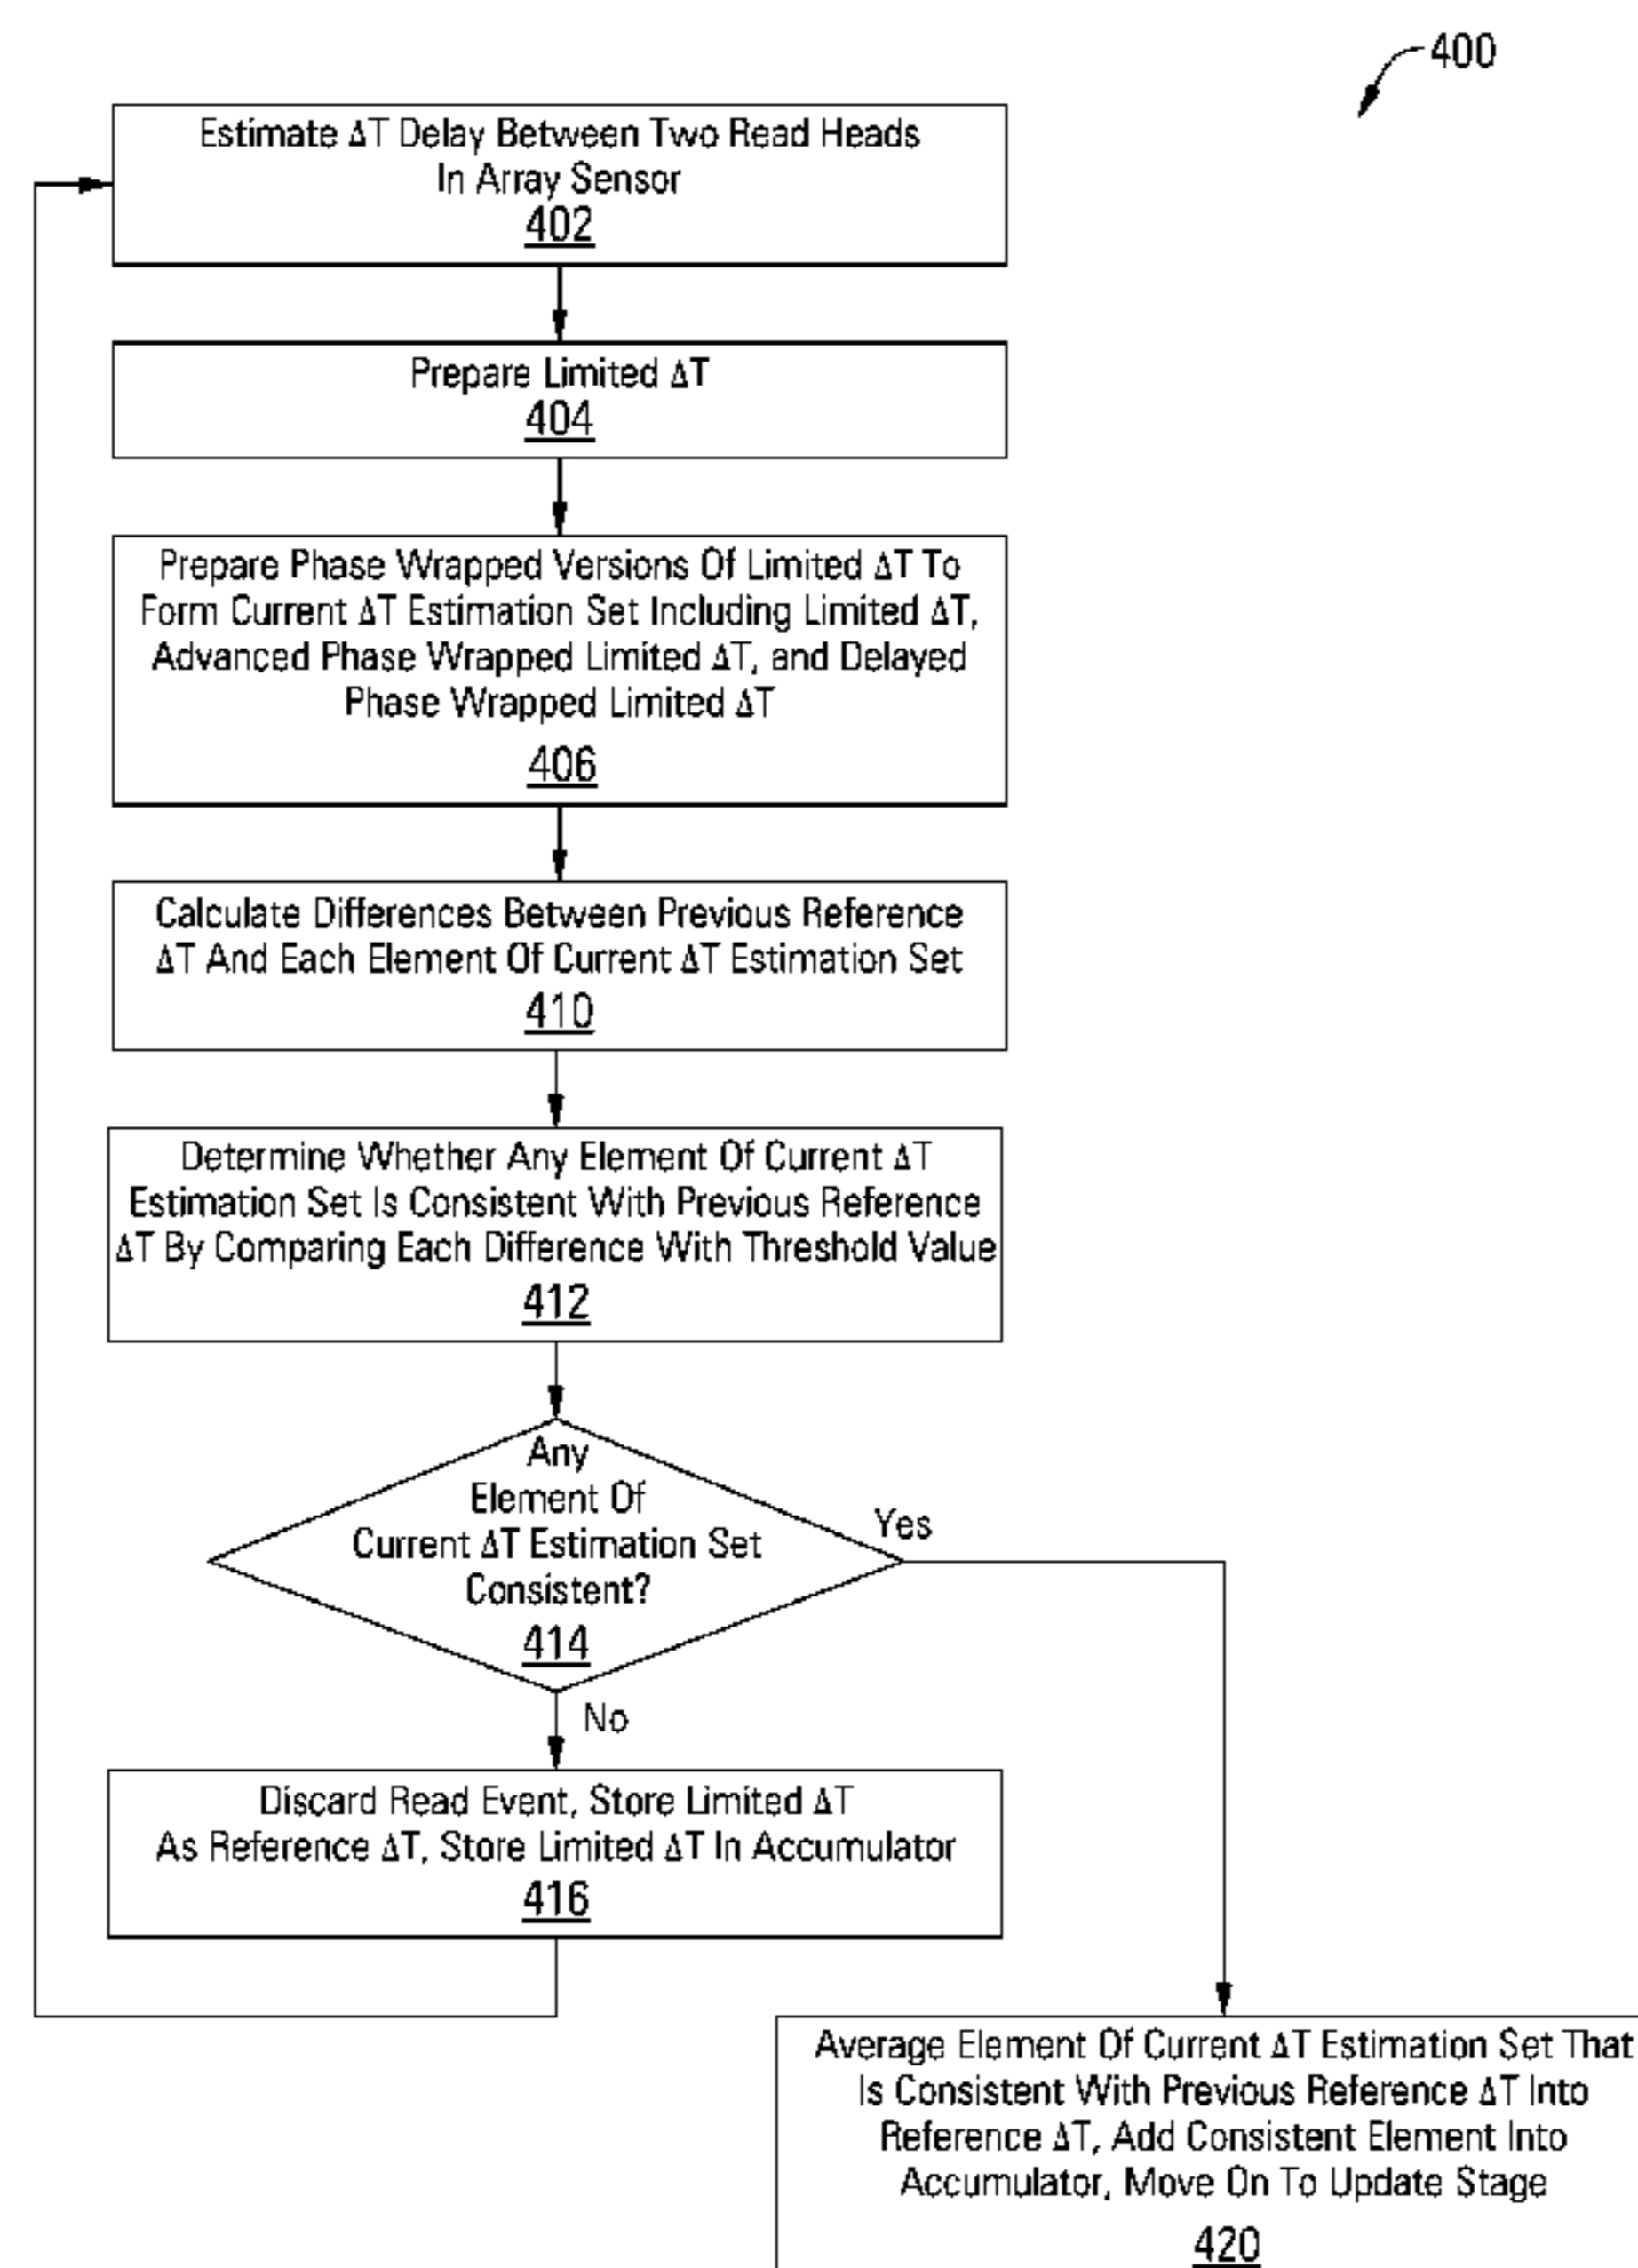 400
Estimate ΔT Delay Between Two Read Heads
In Array Sensor
402
Prepare Limited ΔT
404
Prepare Phase Wrapped Versions Of Limited ΔT To
Form Current ΔT Estimation Set Including Limited ΔT,
Advanced Phase Wrapped Limited ΔT, and Delayed
Phase Wrapped Limited ΔT
406
Calculate Differences Between Previous Reference
ΔT And Each Element Of Current ΔT Estimation Set
410
Determine Whether Any Element Of Current ΔT
Estimation Set Is Consistent With Previous Reference
ΔT By Comparing Each Difference With Threshold Value
412
Any
Element Of
Current ΔT Estimation Set
Consistent?
414
Yes
No
Discard Read Event, Store Limited ΔT
As Reference ΔT, Store Limited ΔT In Accumulator
416
Average Element Of Current ΔT Estimation Set That
Is Consistent With Previous Reference ΔT Into
Reference ΔT, Add Consistent Element Into
Accumulator, Move On To Update Stage
420